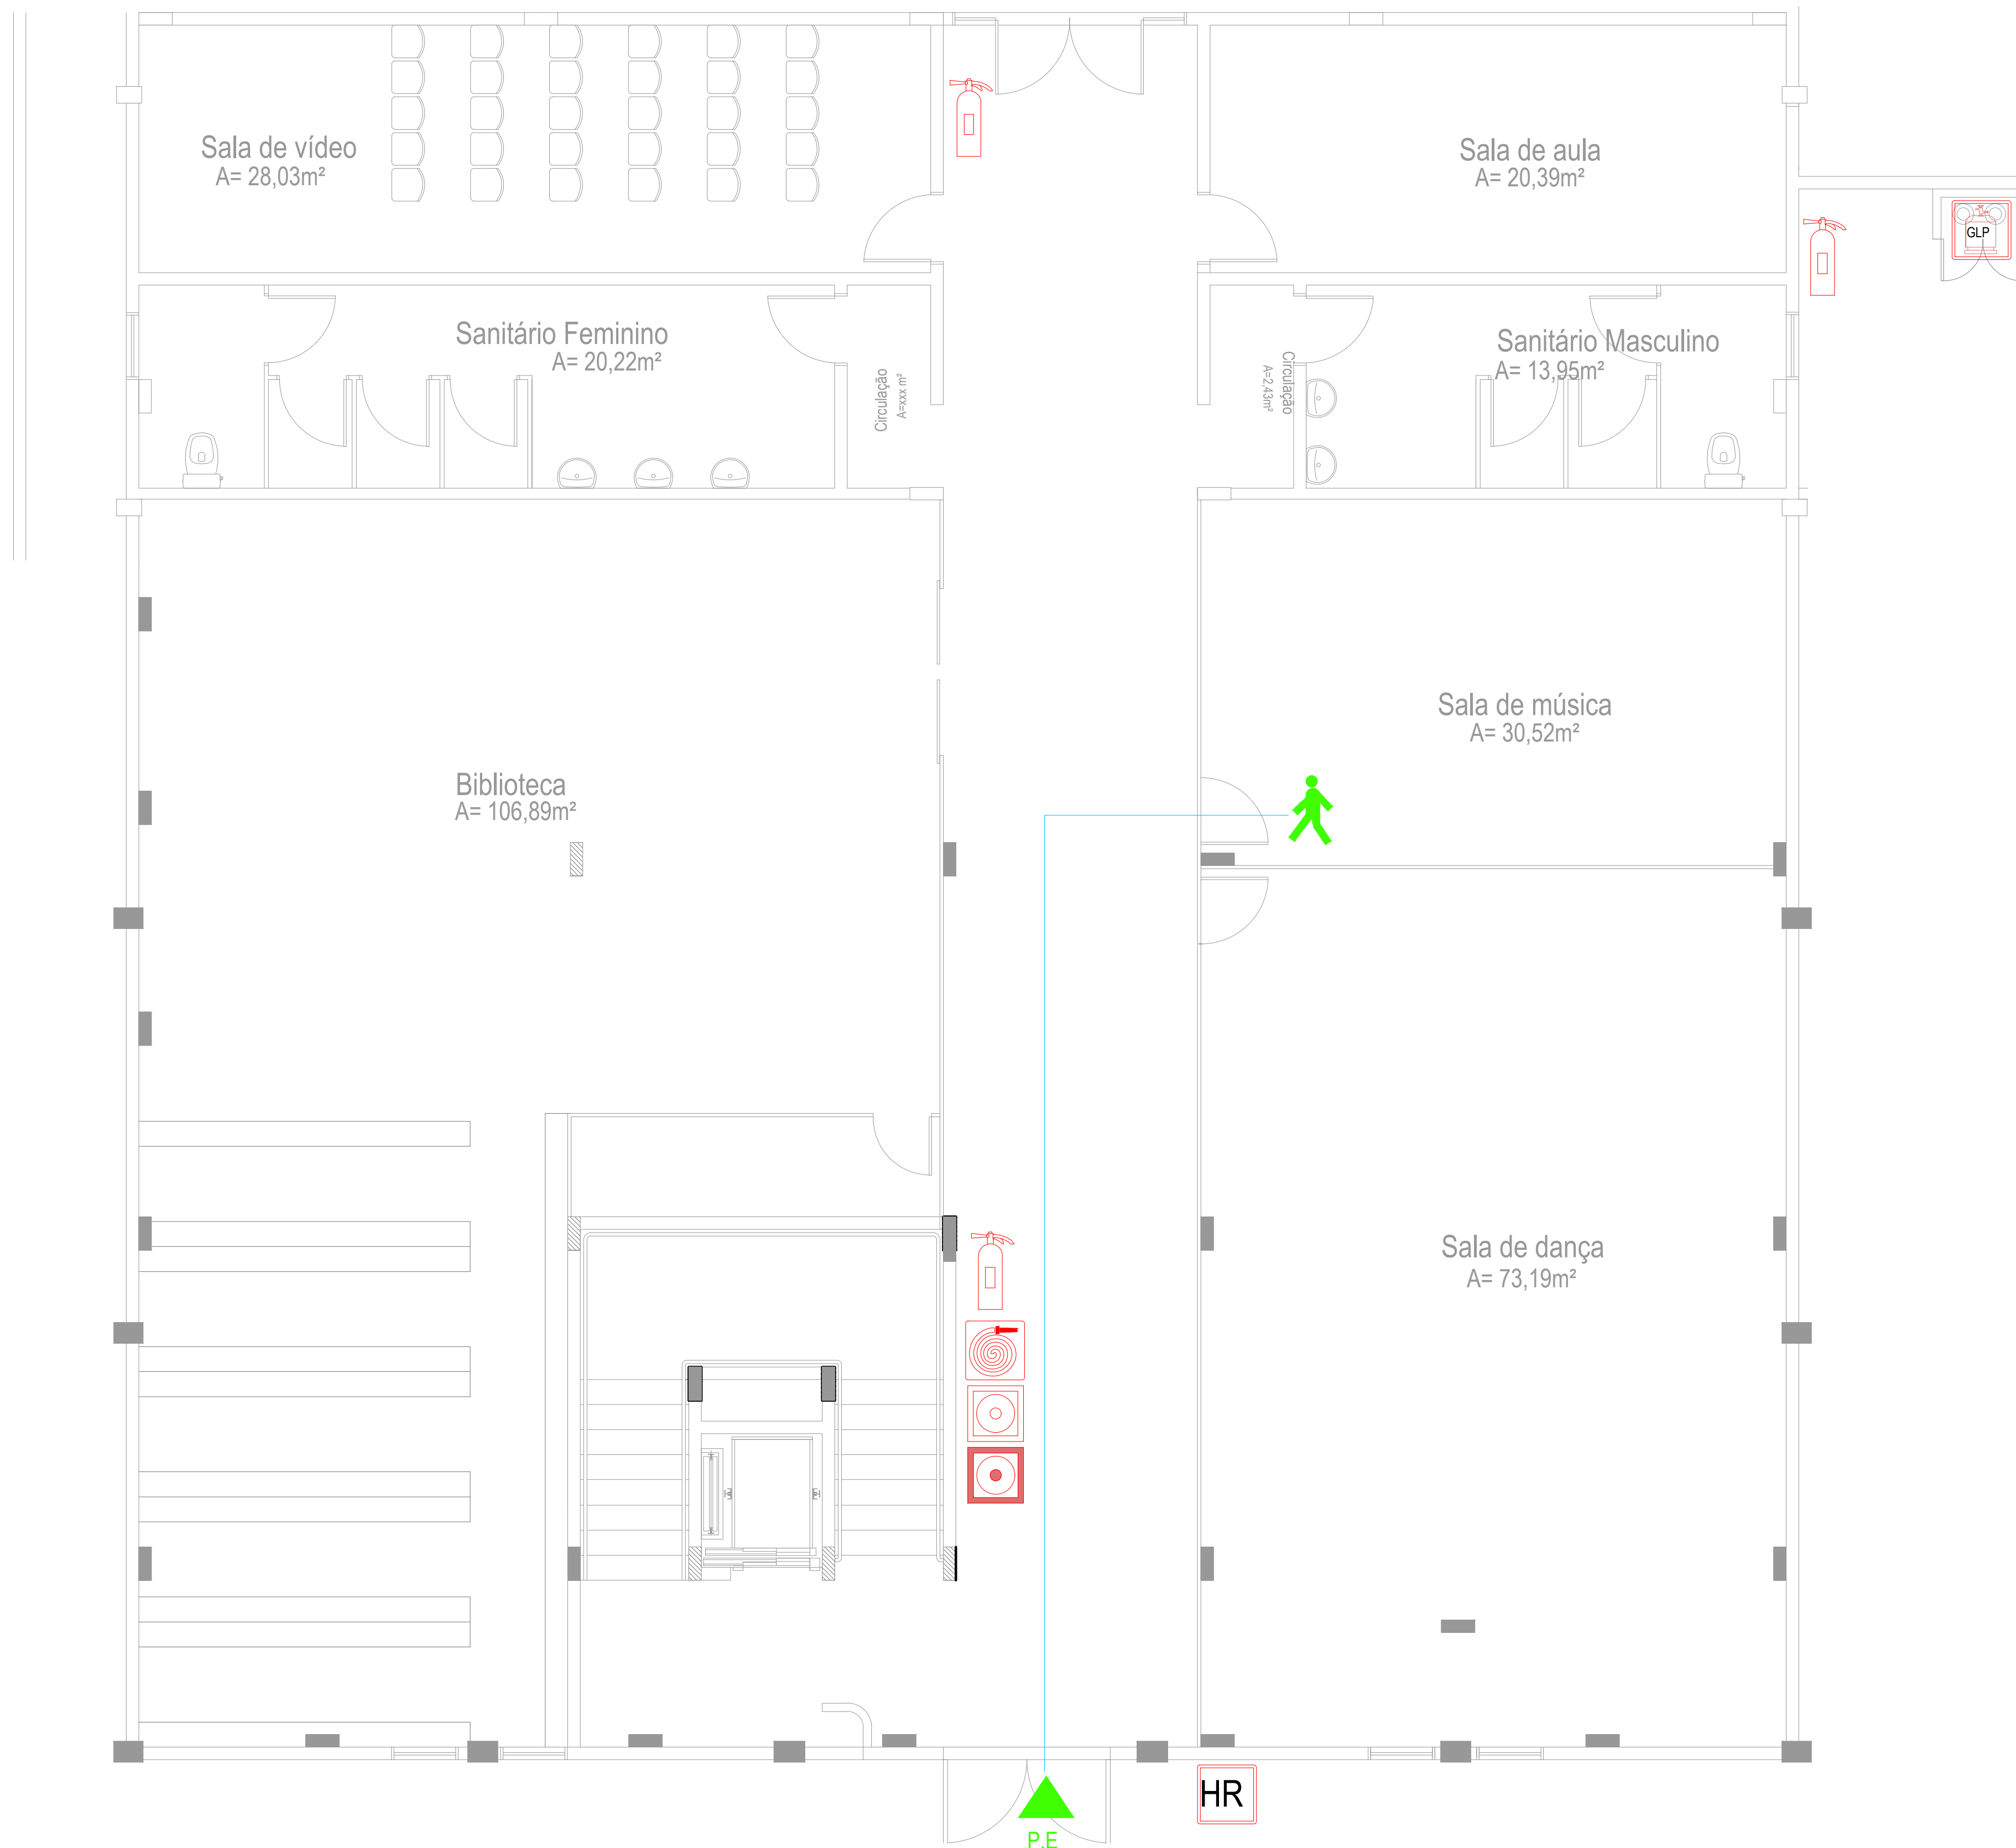 Sala de vídeo
A= 28,03m²
Sala de aula
A= 20,39m²
GLP
Sanitário Feminino
A= 20,22m²
Circulação
A=xxx m²
Circulação
A=2,43m²
Sanitário Masculino
A= 13,95m²
Sala de música
A= 30,52m²
Biblioteca
A= 106,89m²
Sala de dança
A= 73,19m²
HR
P.E